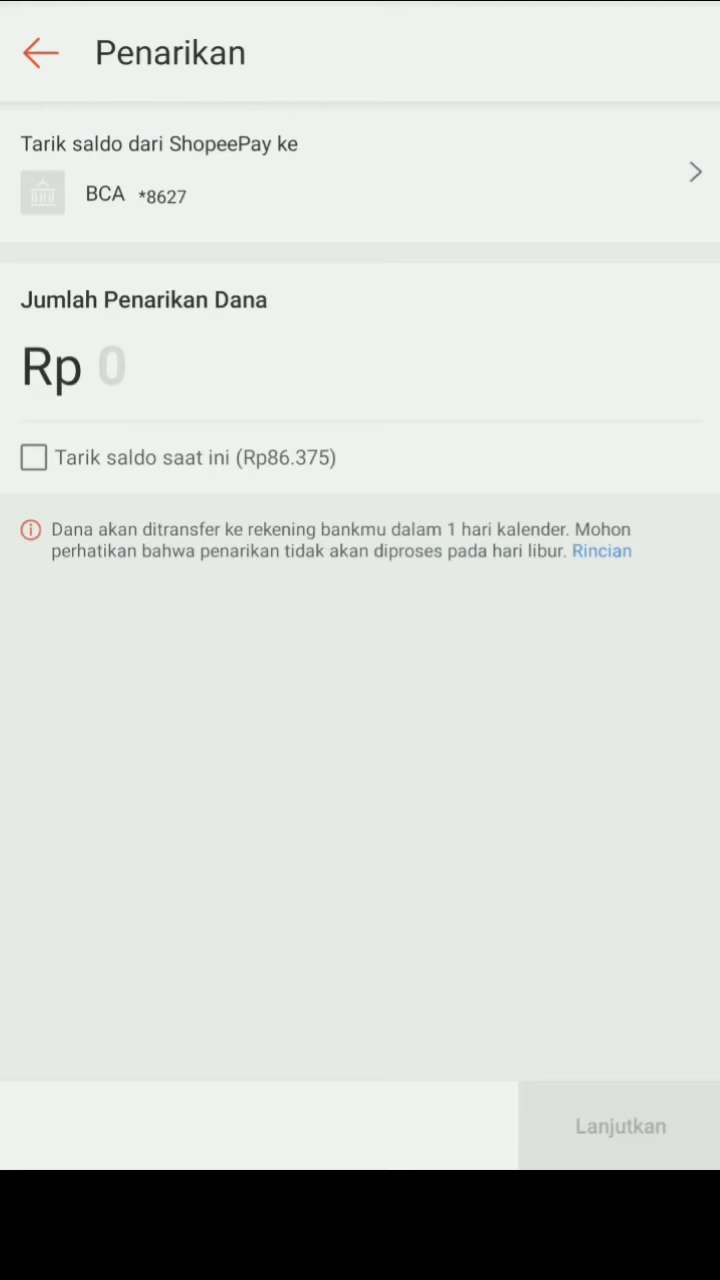 Penarikan
Tarik saldo dari ShopeePay ke
BCA *8627
Jumlah Penarikan Dana
Rp 0
Tarik saldo saat ini (Rp86.375)
Dana akan ditransfer ke rekening bankmu dalam 1 hari kalender. Mohon
perhatikan bahwa penarikan tidak akan diproses pada hari libur. Rincian
Lanjutkan